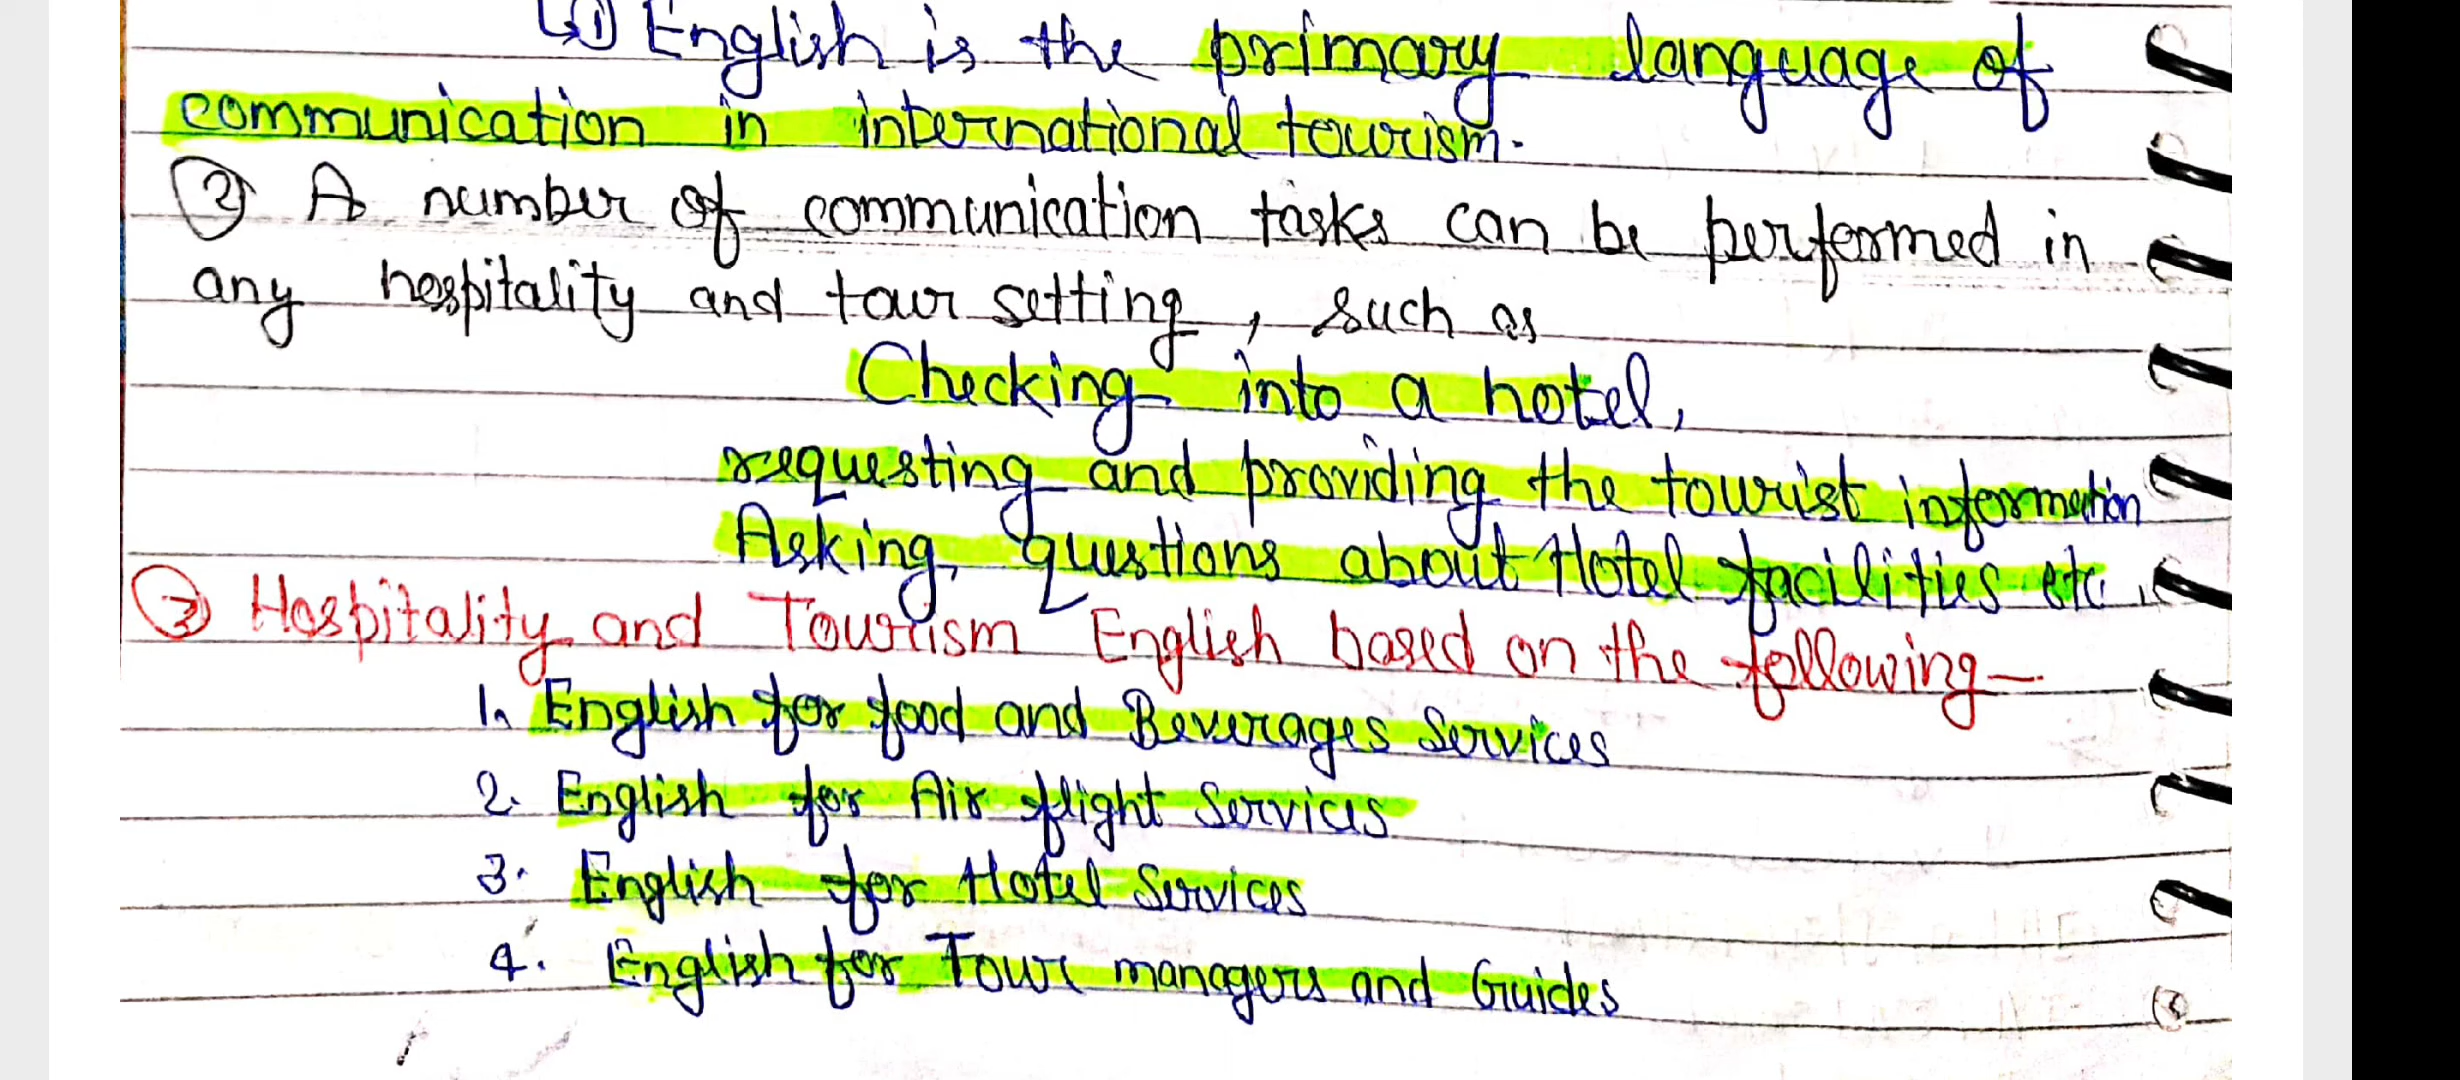 ↳① English is the primary language of
communication in international tourism.
② A number of communication tasks can be performed in
any hospitality and tour setting, such as
Checking into a hotel,
requesting and providing the tourist information
Asking, questions about Hotel facilities etc.
③ Hospitality and Tourism English based on the following—
1. English for food and Beverages Services
2. English for Air flight Services
3. English for Hotel Services
4. English for Tour managers and Guides